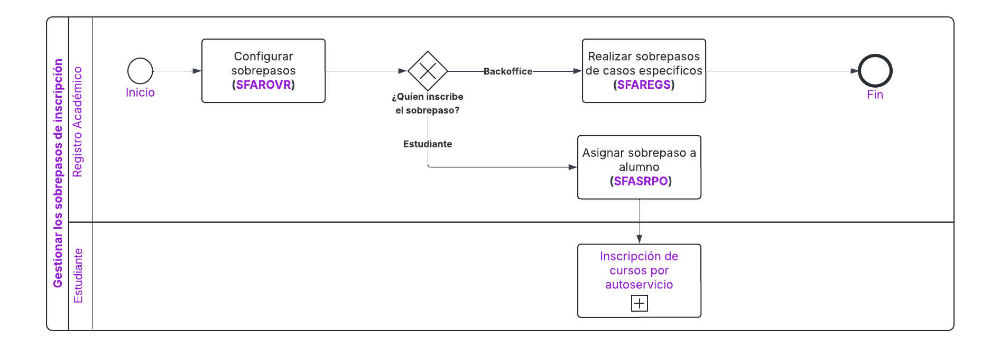 Gestionar los sobrepasos de inscripción
Registro Académico
Inicio
Configurar
sobrepasos
(SFAROVR)
¿Quíen inscribe
el sobrepaso?
Backoffice
Realizar sobrepasos
de casos especificos
(SFAREGS)
Fin
Estudiante
Asignar sobrepaso a
alumno
(SFASRPO)
Estudiante
Inscripción de
cursos por
autoservicio